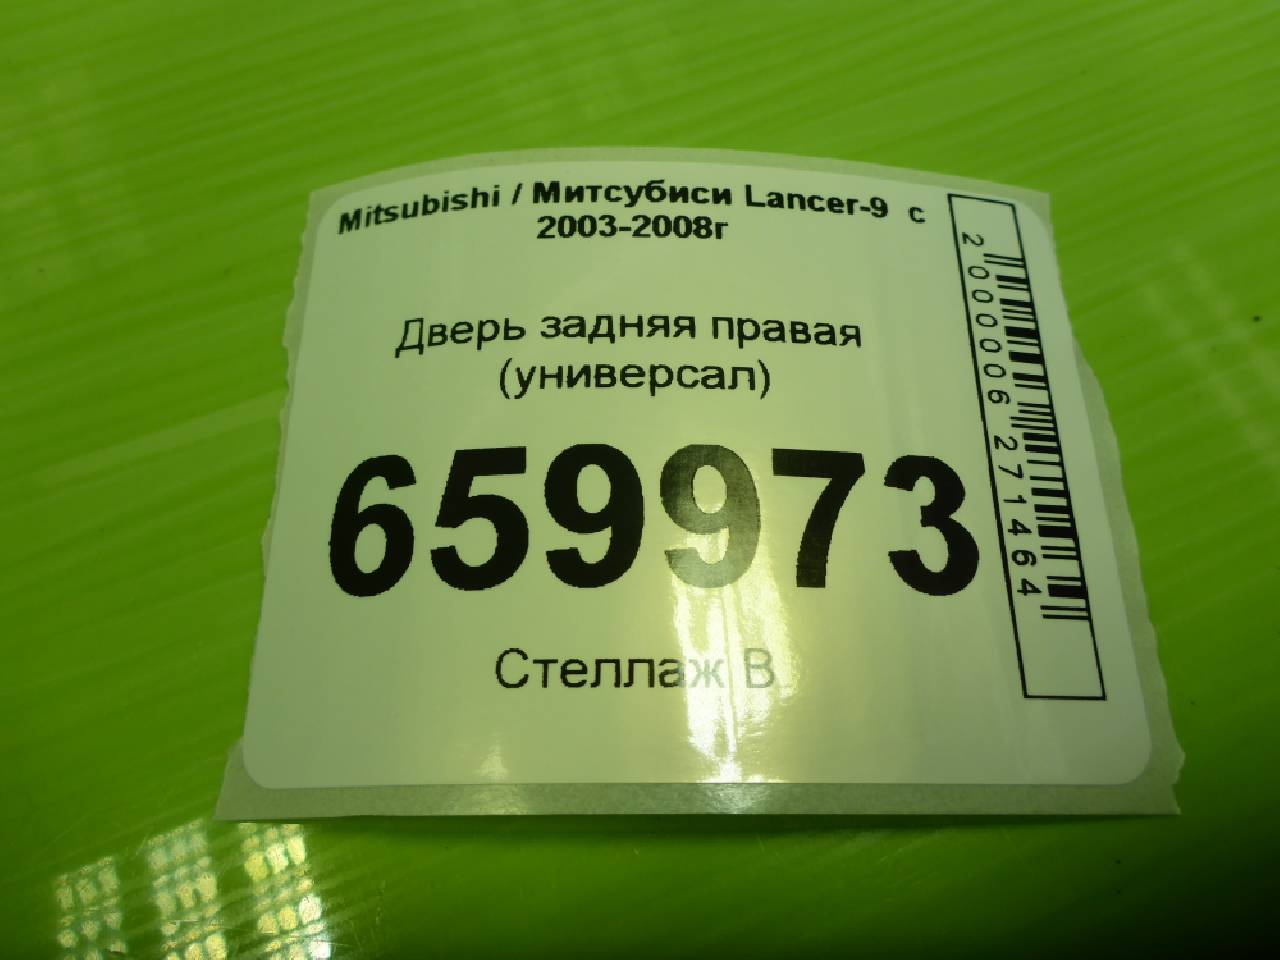 Mitsubishi / Митсубиси Lancer-9 с
2003-2008г
Дверь задняя правая
(универсал)
659973
Стеллаж В
2000006271464